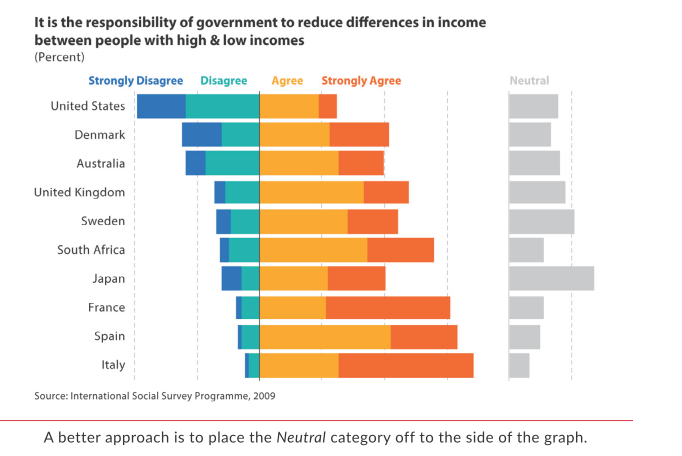 It is the responsibility of government to reduce differences in income
between people with high & low incomes
(Percent)
Strongly Disagree Disagree Agree Strongly Agree Neutral
United States
Denmark
Australia
United Kingdom
Sweden
South Africa
Japan
France
Spain
Italy
Source: International Social Survey Programme, 2009
A better approach is to place the Neutral category off to the side of the graph.